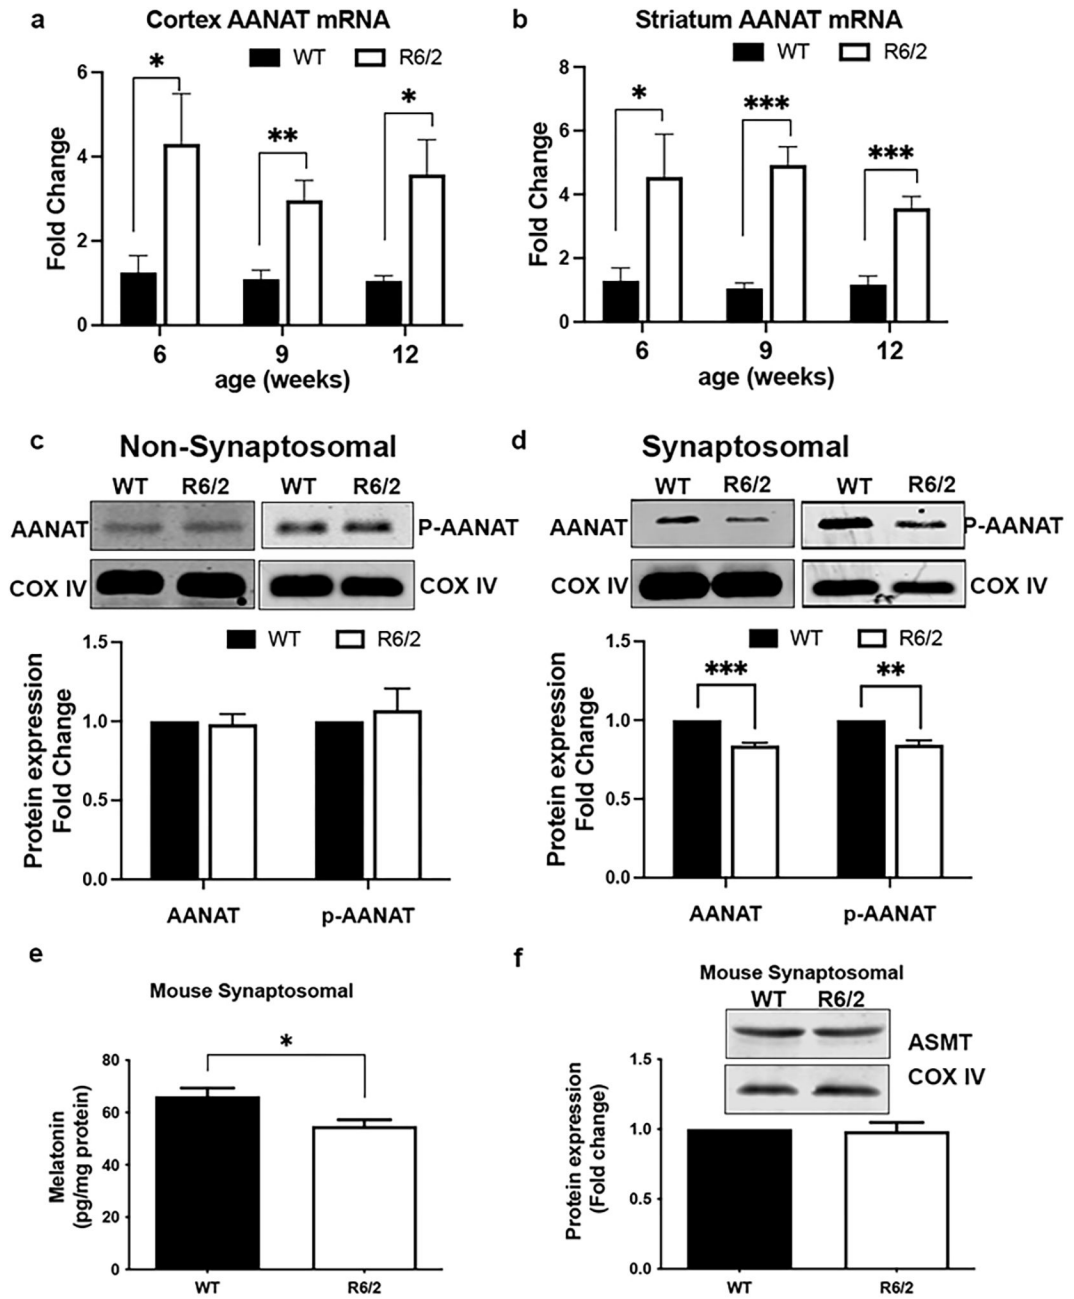 a
Cortex AANAT mRNA
WT R6/2
* ** *
6
4
2
0
Fold Change
6 9 12
age (weeks)
b
Striatum AANAT mRNA
WT R6/2
* *** ***
8
6
4
2
0
Fold Change
6 9 12
age (weeks)
c
Non-Synaptosomal
WT R6/2 WT R6/2
AANAT P-AANAT
COX IV COX IV
WT R6/2
1.5
1.0
0.5
0.0
Protein expression
Fold Change
AANAT p-AANAT
d
Synaptosomal
WT R6/2 WT R6/2
AANAT P-AANAT
COX IV COX IV
WT R6/2
*** **
1.5
1.0
0.5
0.0
Protein expression
Fold Change
AANAT p-AANAT
e
Mouse Synaptosomal
*
80
60
40
20
0
Melatonin
(pg/mg protein)
WT R6/2
f
Mouse Synaptosomal
WT R6/2
ASMT
COX IV
1.5
1.0
0.5
0.0
Protein expression
(Fold change)
WT R6/2